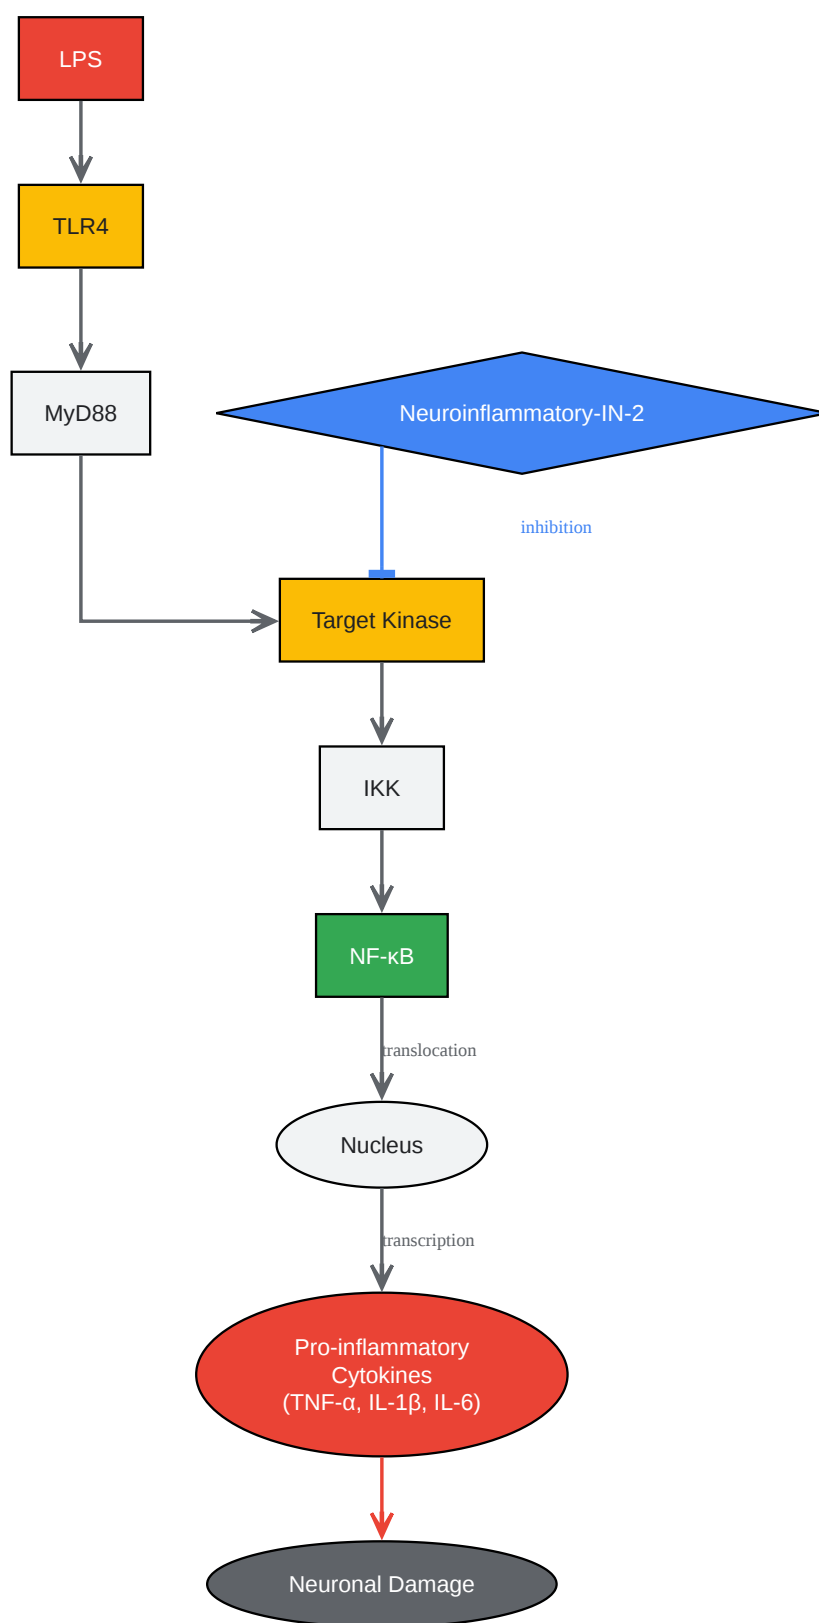 LPS
TLR4
MyD88
Neuroinflammatory-IN-2
inhibition
Target Kinase
IKK
NF-κB
translocation
Nucleus
transcription
Pro-inflammatory
Cytokines
(TNF-α, IL-1β, IL-6)
Neuronal Damage